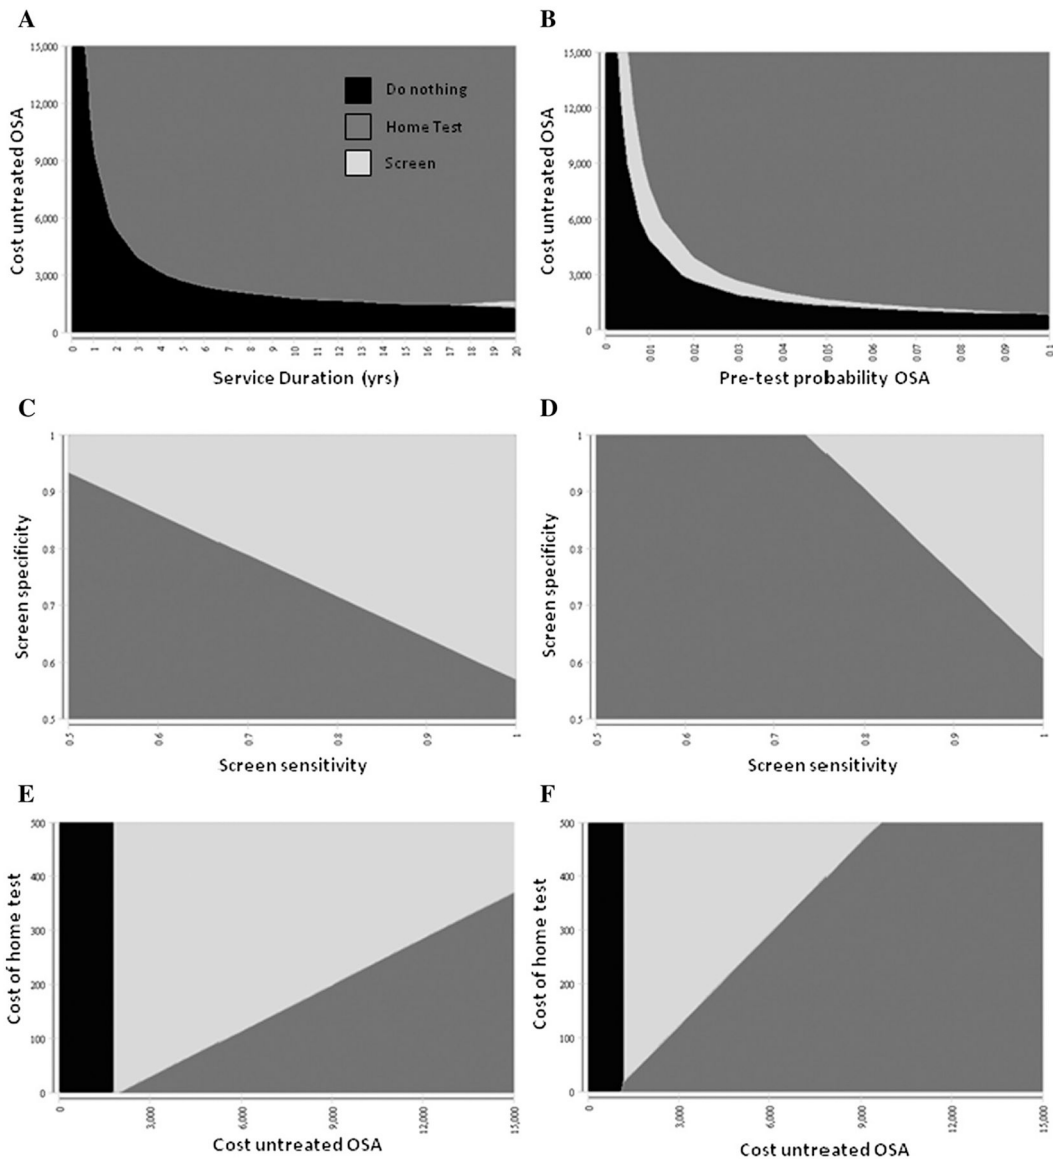 A
B
15,000
12,000
9,000
6,000
3,000
0
Cost untreated OSA
Do nothing
Home Test
Screen
0 1 2 3 4 5 6 7 8 9 10 11 12 13 14 15 16 17 18 19 20
Service Duration (yrs)
15,000
12,000
9,000
6,000
3,000
0
Cost untreated OSA
0 0.01 0.02 0.03 0.04 0.05 0.06 0.07 0.08 0.09 0.1
Pre-test probability OSA
C
D
1
0.9
0.8
0.7
0.6
0.5
Screen specificity
0.5 0.6 0.7 0.8 0.9 1
Screen sensitivity
1
0.9
0.8
0.7
0.6
0.5
Screen specificity
0.5 0.6 0.7 0.8 0.9 1
Screen sensitivity
E
F
500
400
300
200
100
0
Cost of home test
0 3,000 6,000 9,000 12,000 15,000
Cost untreated OSA
500
400
300
200
100
0
Cost of home test
0 3,000 6,000 9,000 12,000 15,000
Cost untreated OSA